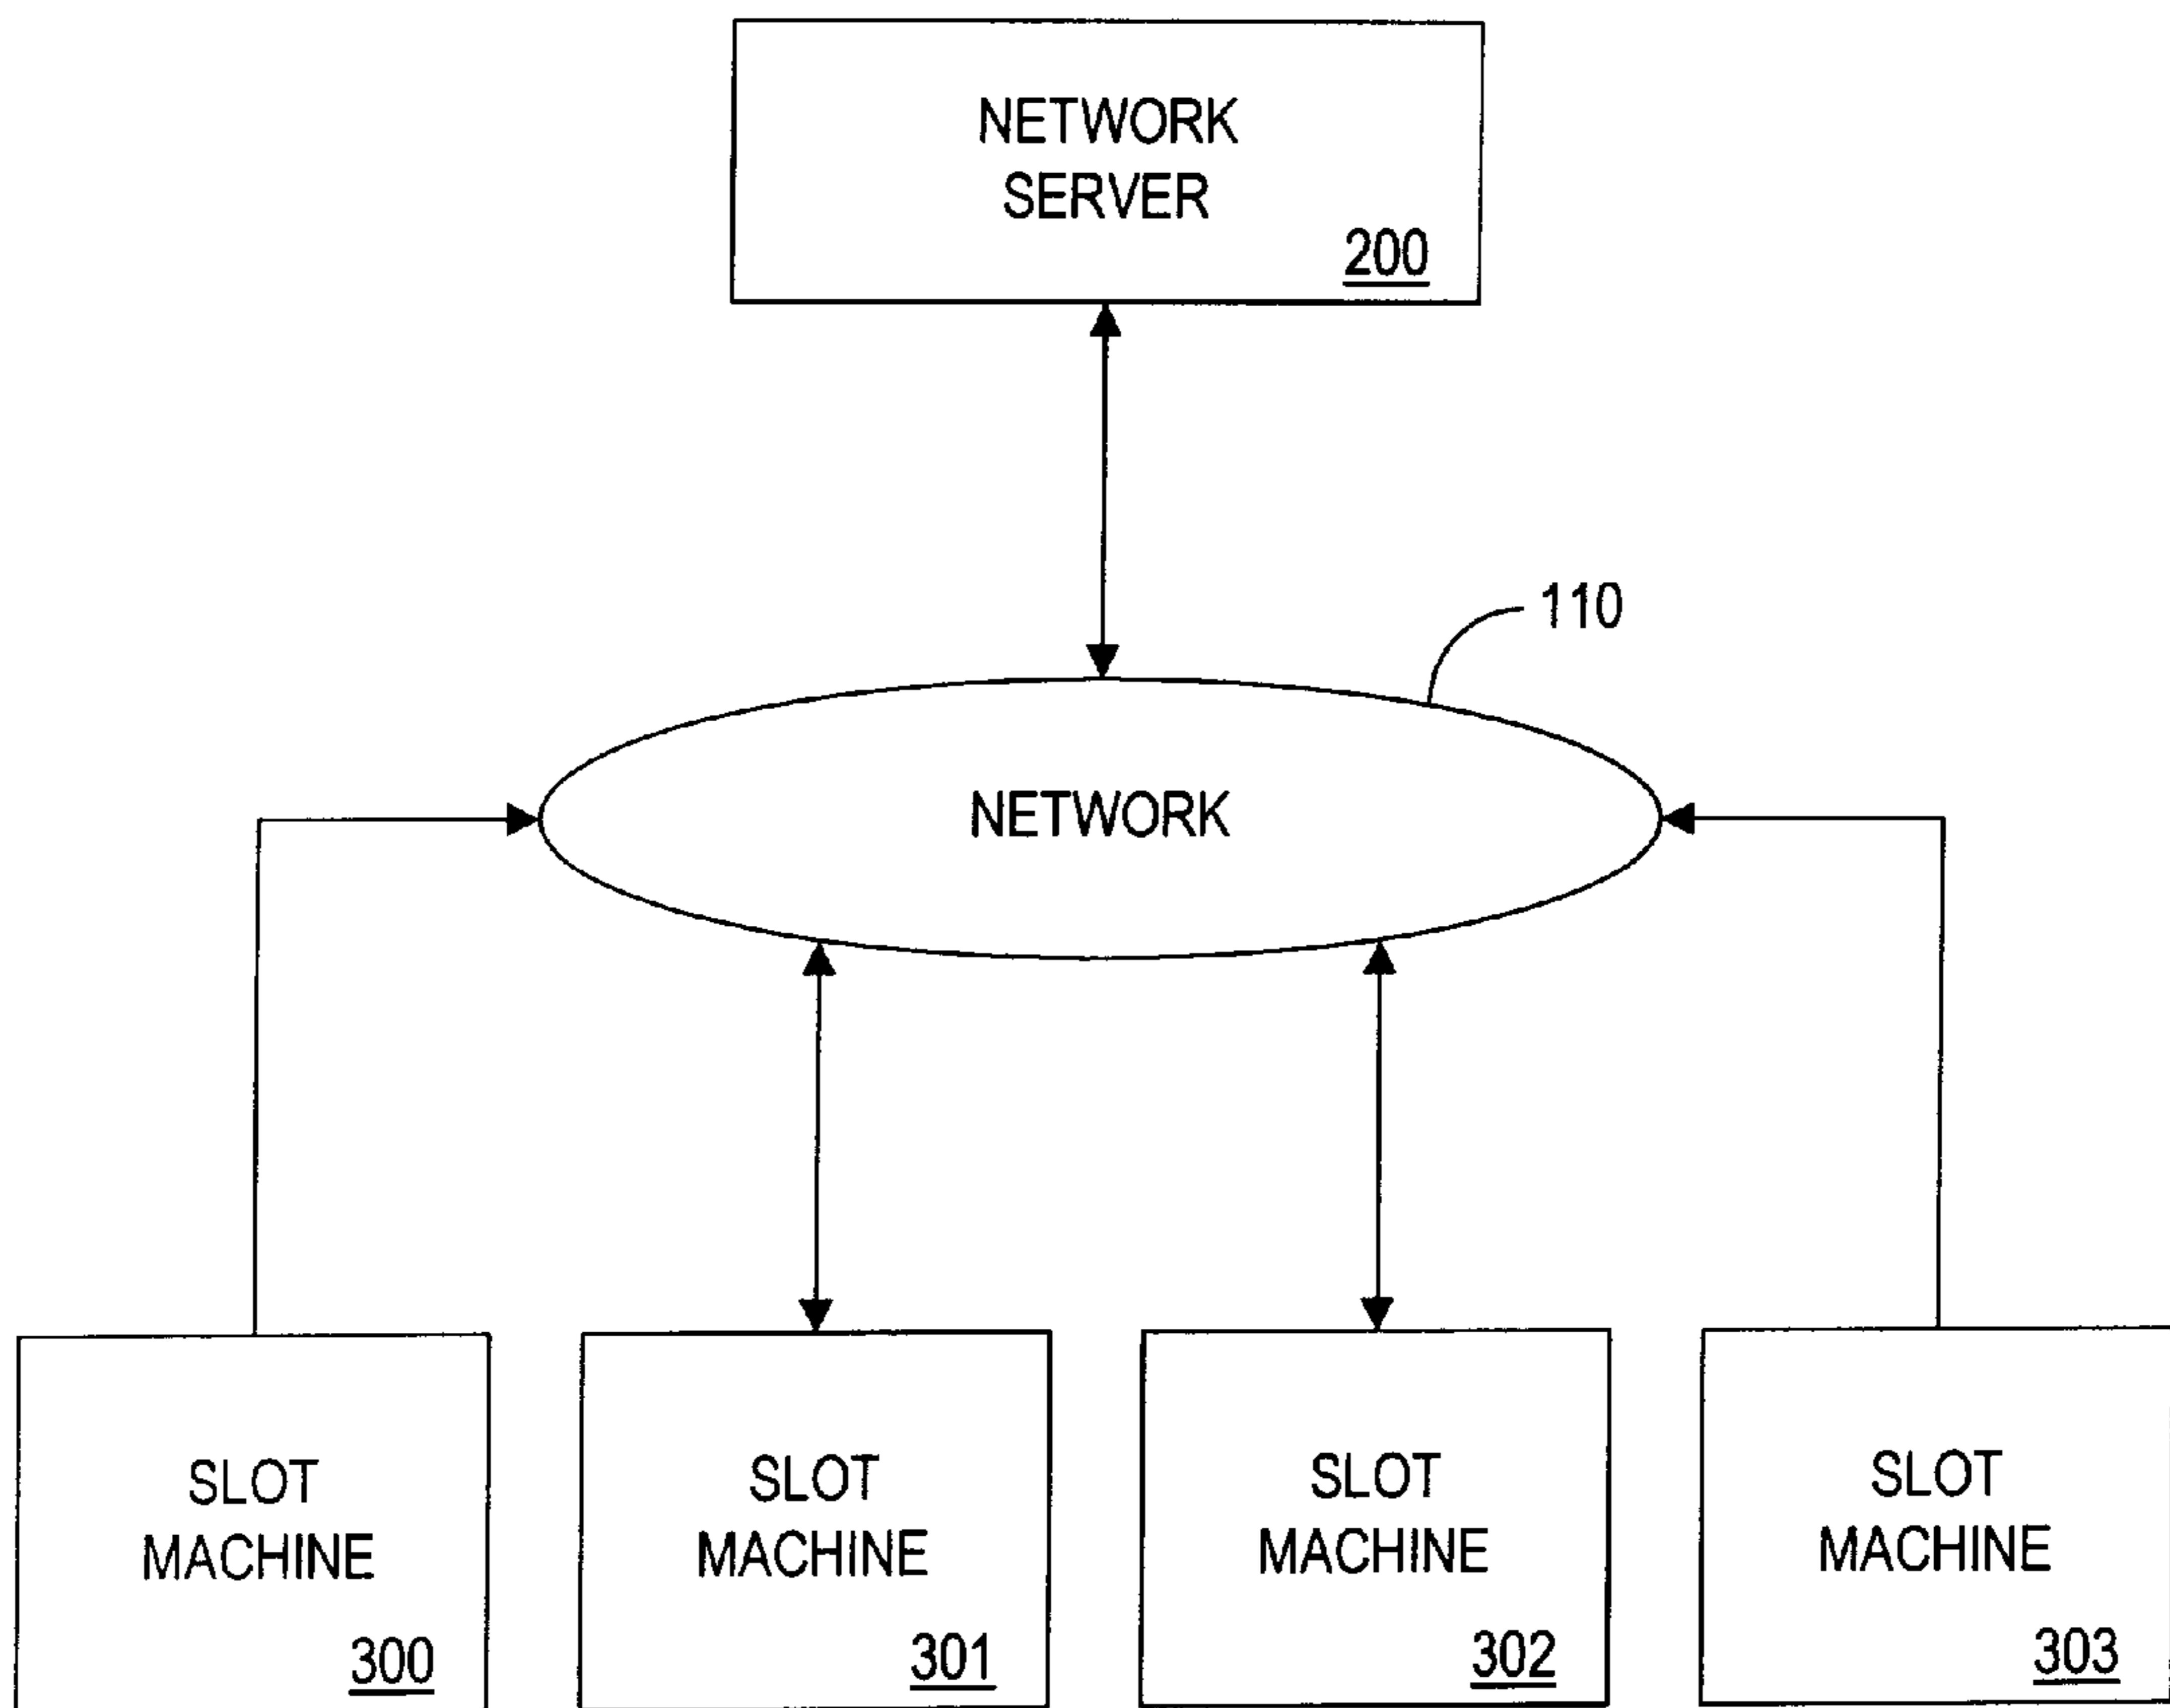 NETWORK
SERVER
200
110
NETWORK
SLOT
MACHINE
300
SLOT
MACHINE
301
SLOT
MACHINE
302
SLOT
MACHINE
303